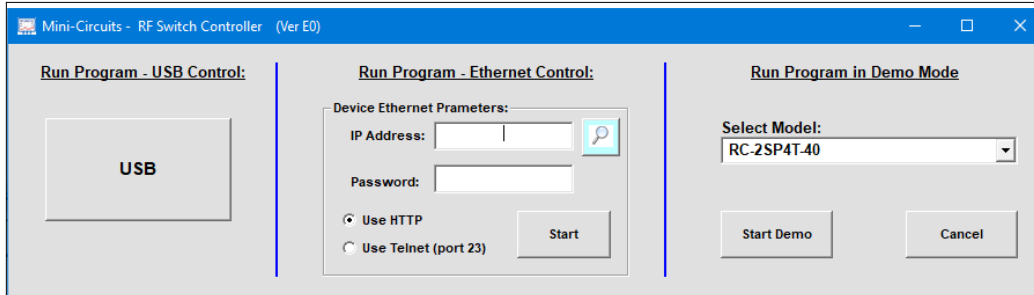 Mini-Circuits - RF Switch Controller (Ver E0)
Run Program - USB Control:
USB
Run Program - Ethernet Control:
Device Ethernet Prameters:
IP Address:
Password:
Use HTTP
Use Telnet (port 23)
Start
Run Program in Demo Mode
Select Model:
RC-2SP4T-40
Start Demo
Cancel